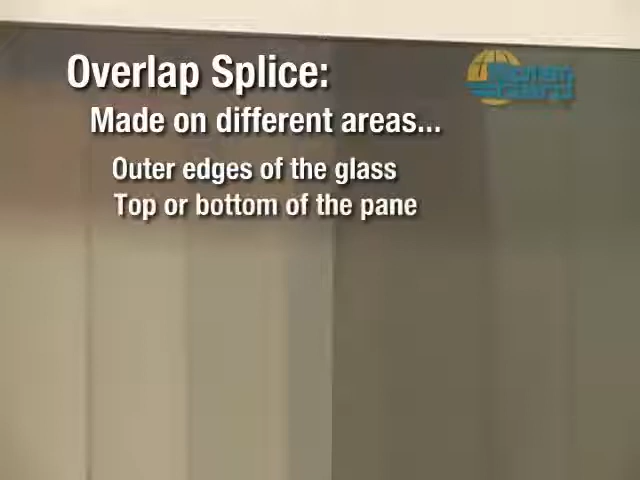 Overlap Splice:
Made on different areas...
Outer edges of the glass
Top or bottom of the pane